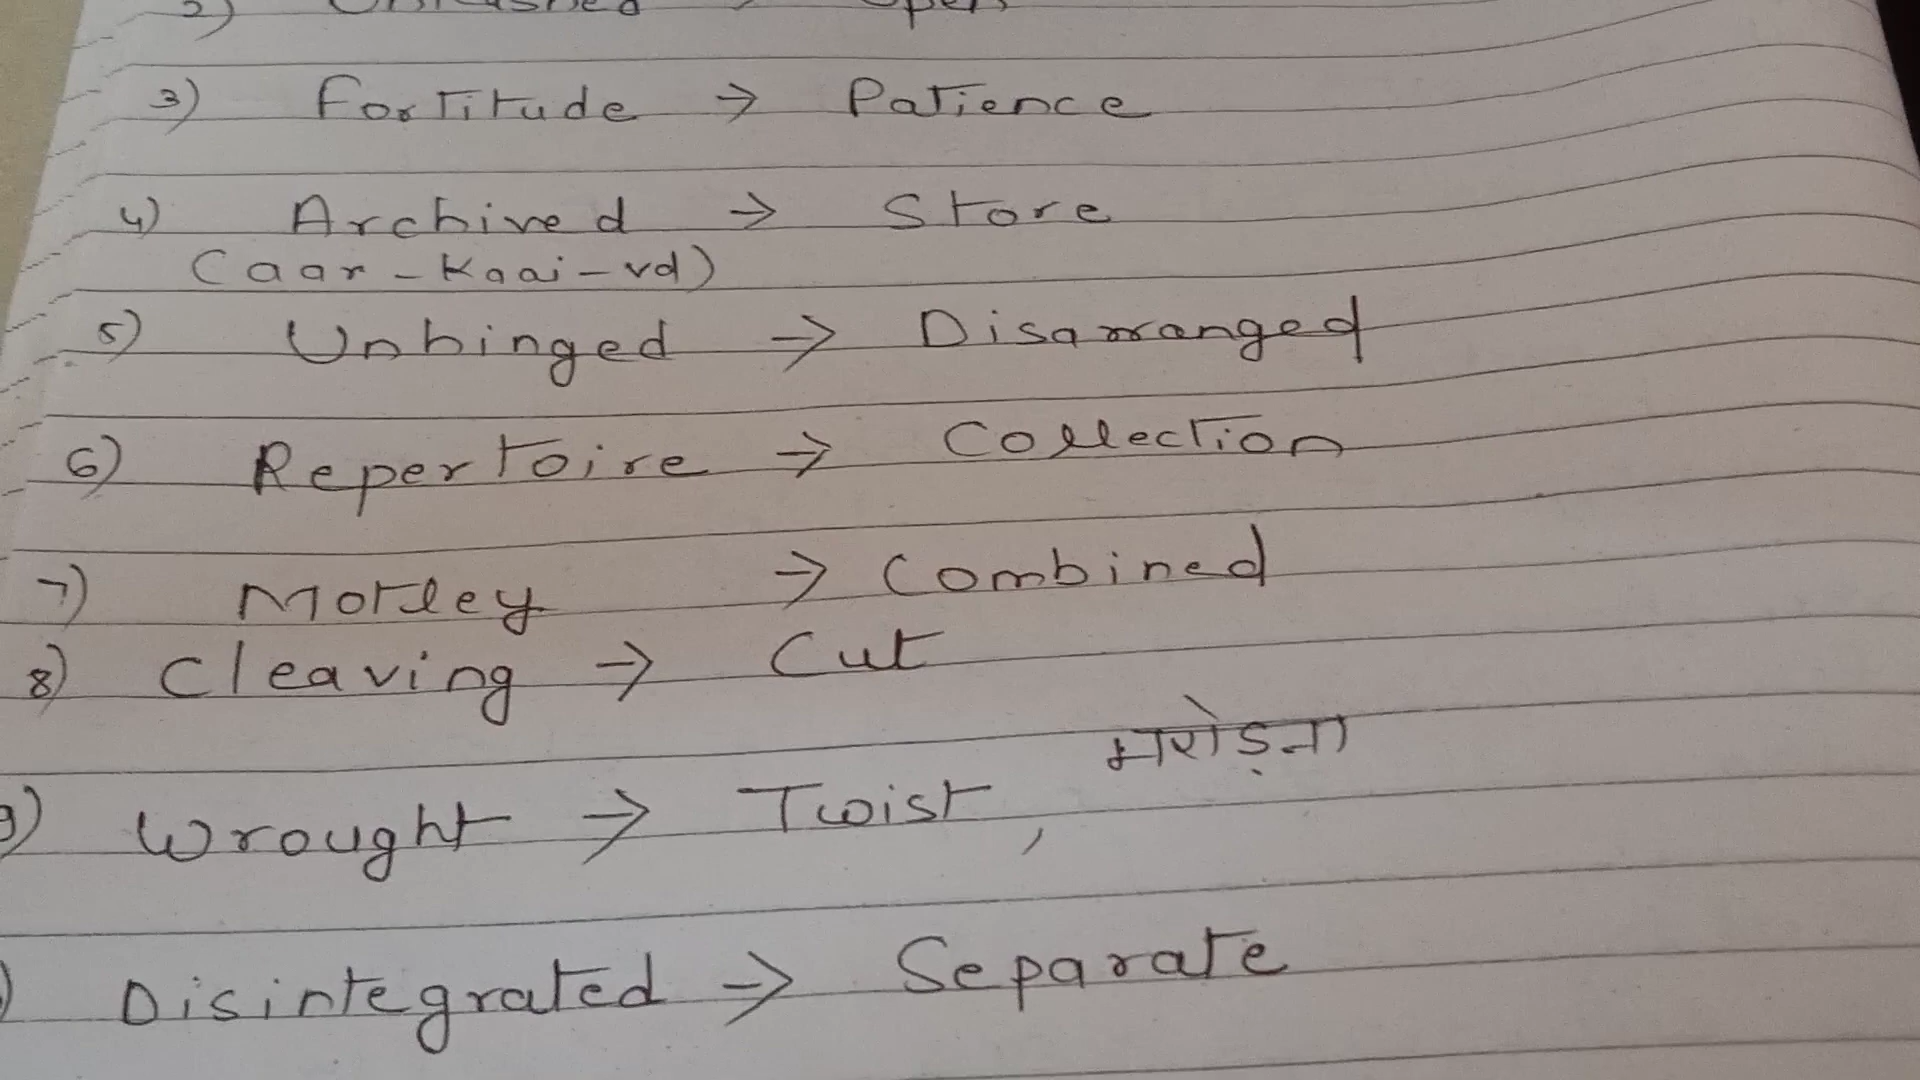 3) Fortitude → Patience
4) Archived → Store
(aar-Kaai-vd)
5) Unhinged → Disarranged
6) Repertoire → Collection
7) Motley → Combined
8) Cleaving → Cut
मरोड़ना
9) Wrought → Twist,
Disintegrated → Separate